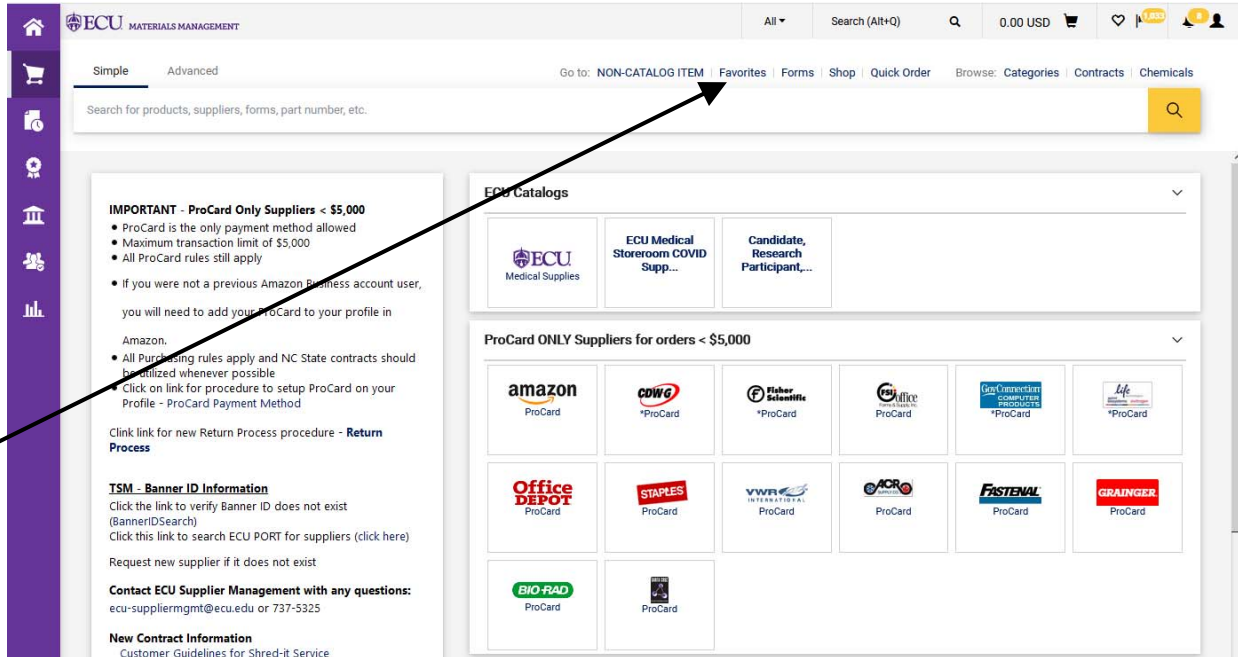 ECU MATERIALS MANAGEMENT
All
Search (Alt+Q)
0.00 USD
1,033
8
Simple
Advanced
Go to: NON-CATALOG ITEM | Favorites | Forms | Shop | Quick Order
Browse: Categories | Contracts | Chemicals
Search for products, suppliers, forms, part number, etc.
IMPORTANT - ProCard Only Suppliers < $5,000
• ProCard is the only payment method allowed
• Maximum transaction limit of $5,000
• All ProCard rules still apply
• If you were not a previous Amazon Business account user,
you will need to add your ProCard to your profile in
Amazon.
• All Purchasing rules apply and NC State contracts should
be utilized whenever possible
• Click on link for procedure to setup ProCard on your
Profile - ProCard Payment Method
Clink link for new Return Process procedure - Return
Process
TSM - Banner ID Information
Click the link to verify Banner ID does not exist
(BannerIDSearch)
Click this link to search ECU PORT for suppliers (click here)
Request new supplier if it does not exist
Contact ECU Supplier Management with any questions:
ecu-suppliermgmt@ecu.edu or 737-5325
New Contract Information
Customer Guidelines for Shred-it Service
ECU Catalogs
ECU
Medical Supplies
ECU Medical
Storeroom COVID
Supp...
Candidate,
Research
Participant,...
ProCard ONLY Suppliers for orders < $5,000
amazon
ProCard
CDWG
*ProCard
Fisher
Scientific
*ProCard
FSIoffice
ProCard
GovConnection
COMPUTER
PRODUCTS
*ProCard
life
*ProCard
Office
DEPOT
ProCard
STAPLES
ProCard
VWR
INTERNATIONAL
ProCard
ACR
ProCard
FASTENAL
ProCard
GRAINGER
ProCard
BIO-RAD
ProCard
ProCard